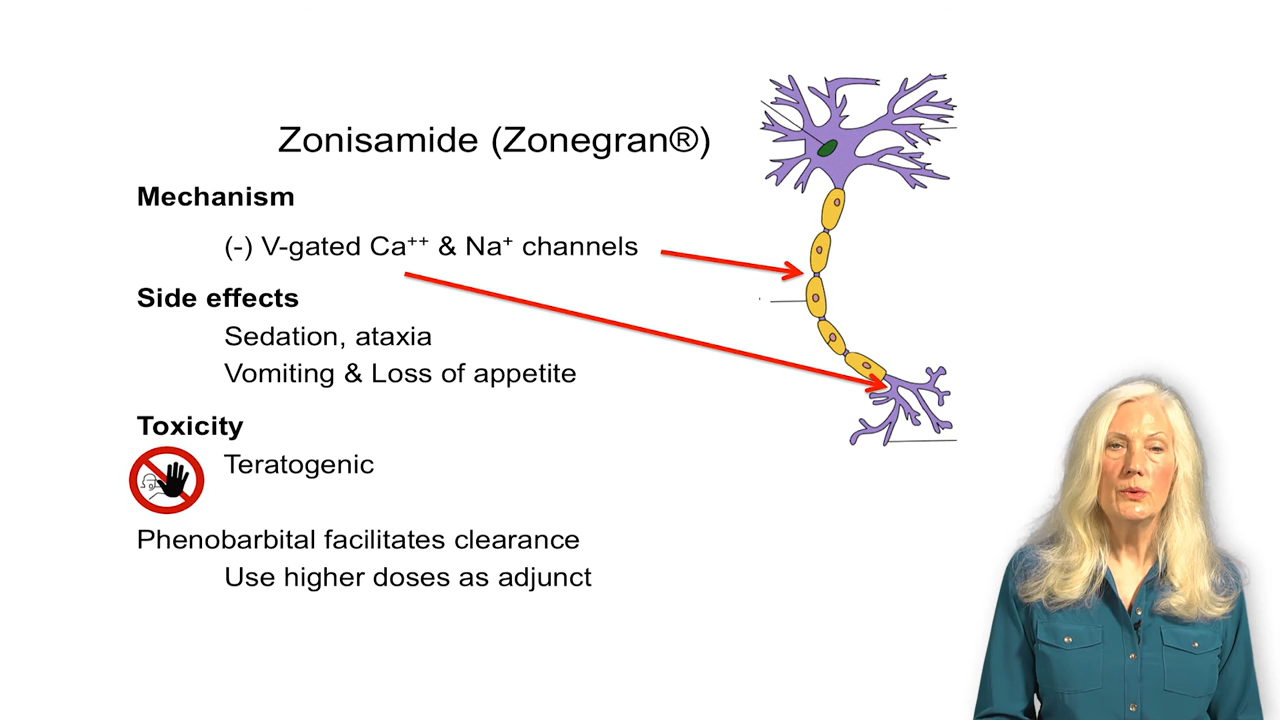 Zonisamide (Zonegran®)
Mechanism
(-) V-gated Ca⁺⁺ & Na⁺ channels
Side effects
Sedation, ataxia
Vomiting & Loss of appetite
Toxicity
Teratogenic
Phenobarbital facilitates clearance
Use higher doses as adjunct